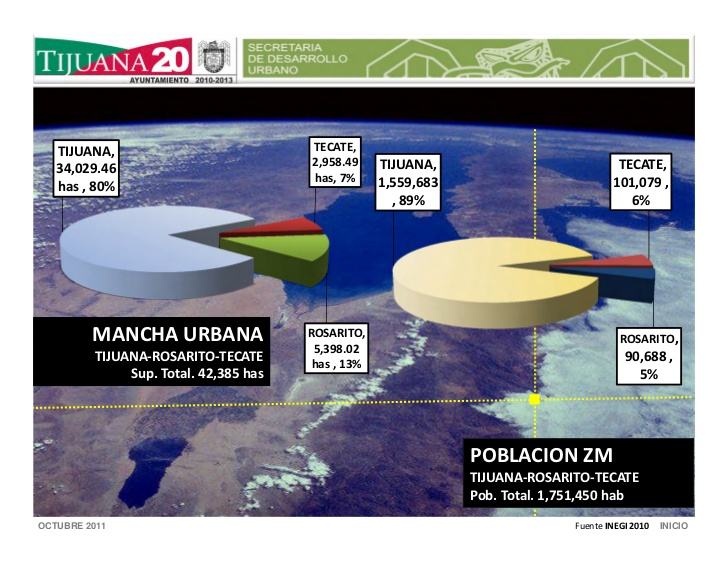 TIJUANA 20
AYUNTAMIENTO 2010-2013
SECRETARIA
DE DESARROLLO
URBANO
TIJUANA,
34,029.46
has , 80%
TECATE,
2,958.49
has, 7%
TIJUANA,
1,559,683
, 89%
TECATE,
101,079 ,
6%
MANCHA URBANA
TIJUANA-ROSARITO-TECATE
Sup. Total. 42,385 has
ROSARITO,
5,398.02
has , 13%
ROSARITO,
90,688 ,
5%
POBLACION ZM
TIJUANA-ROSARITO-TECATE
Pob. Total. 1,751,450 hab
OCTUBRE 2011
Fuente INEGI 2010 INICIO